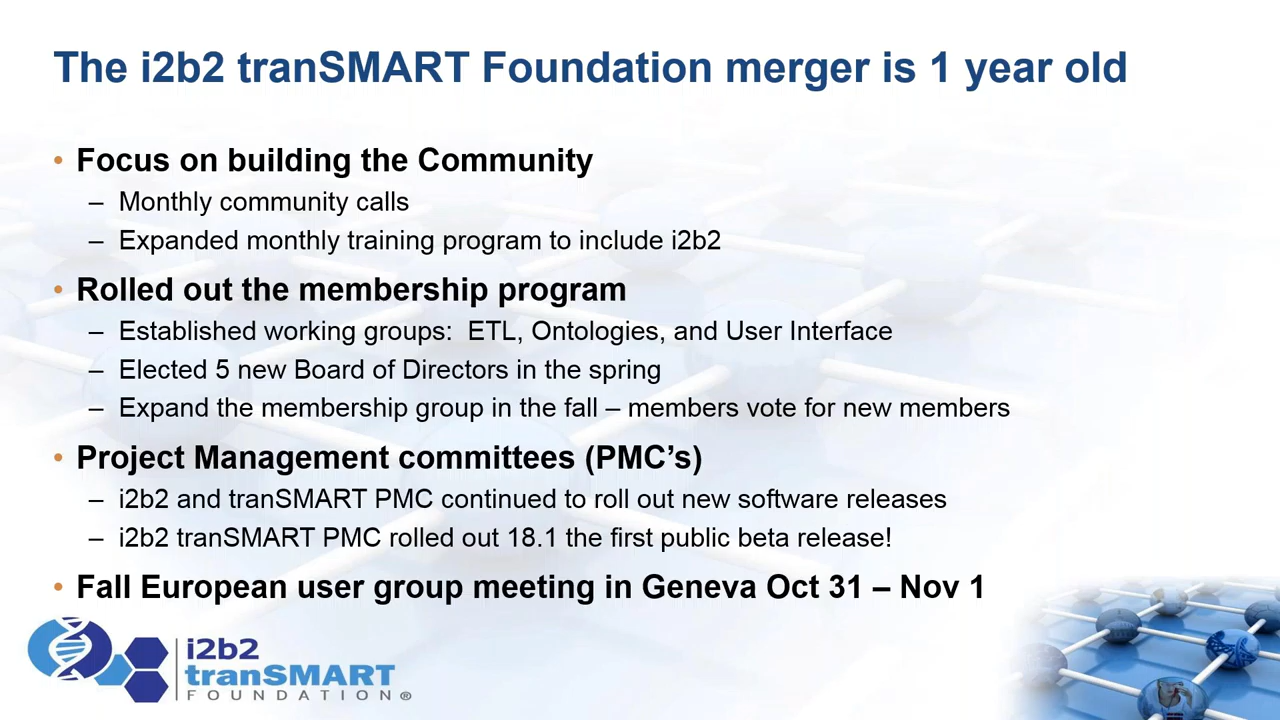 The i2b2 tranSMART Foundation merger is 1 year old
• Focus on building the Community
– Monthly community calls
– Expanded monthly training program to include i2b2
• Rolled out the membership program
– Established working groups:  ETL, Ontologies, and User Interface
– Elected 5 new Board of Directors in the spring
– Expand the membership group in the fall – members vote for new members
• Project Management committees (PMC’s)
– i2b2 and tranSMART PMC continued to roll out new software releases
– i2b2 tranSMART PMC rolled out 18.1 the first public beta release!
• Fall European user group meeting in Geneva Oct 31 – Nov 1
i2b2
tranSMART
FOUNDATION®